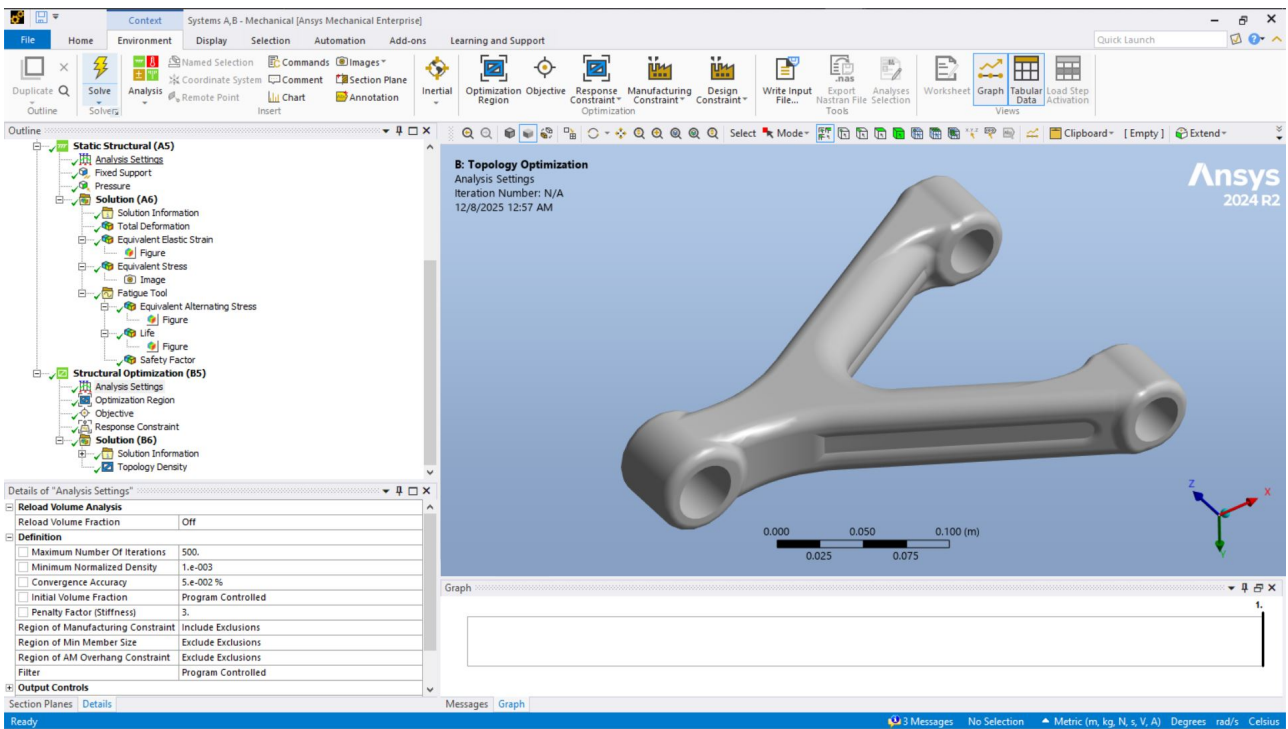 Context
Systems A,B - Mechanical [Ansys Mechanical Enterprise]
File Home Environment Display Selection Automation Add-ons Learning and Support
Quick Launch
Duplicate
Outline
Solve
Solvers
Analysis
Named Selection
Coordinate System
Remote Point
Commands
Comment
Chart
Images
Section Plane
Annotation
Insert
Inertial
Optimization Region
Objective
Response Constraint
Manufacturing Constraint
Design Constraint
Optimization
Write Input File...
.nas
Export Nastran File
Analyses Selection
Tools
Worksheet
Graph
Tabular Data
Load Step Activation
Views
Outline
Select Mode
Clipboard [ Empty ] Extend
Static Structural (A5)
Analysis Settings
Fixed Support
Pressure
Solution (A6)
Solution Information
Total Deformation
Equivalent Elastic Strain
Figure
Equivalent Stress
Image
Fatigue Tool
Equivalent Alternating Stress
Figure
Life
Figure
Safety Factor
Structural Optimization (B5)
Analysis Settings
Optimization Region
Objective
Response Constraint
Solution (B6)
Solution Information
Topology Density
B: Topology Optimization
Analysis Settings
Iteration Number: N/A
12/8/2025 12:57 AM
Ansys
2024 R2
0.000 0.050 0.100 (m)
0.025 0.075
Z
X
Y
Details of "Analysis Settings"
Reload Volume Analysis
Reload Volume Fraction Off
Definition
Maximum Number Of Iterations 500.
Minimum Normalized Density 1.e-003
Convergence Accuracy 5.e-002 %
Initial Volume Fraction Program Controlled
Penalty Factor (Stiffness) 3.
Region of Manufacturing Constraint Include Exclusions
Region of Min Member Size Exclude Exclusions
Region of AM Overhang Constraint Exclude Exclusions
Filter Program Controlled
Output Controls
Section Planes Details
Graph
1.
Messages Graph
Ready
3 Messages No Selection Metric (m, kg, N, s, V, A) Degrees rad/s Celsius